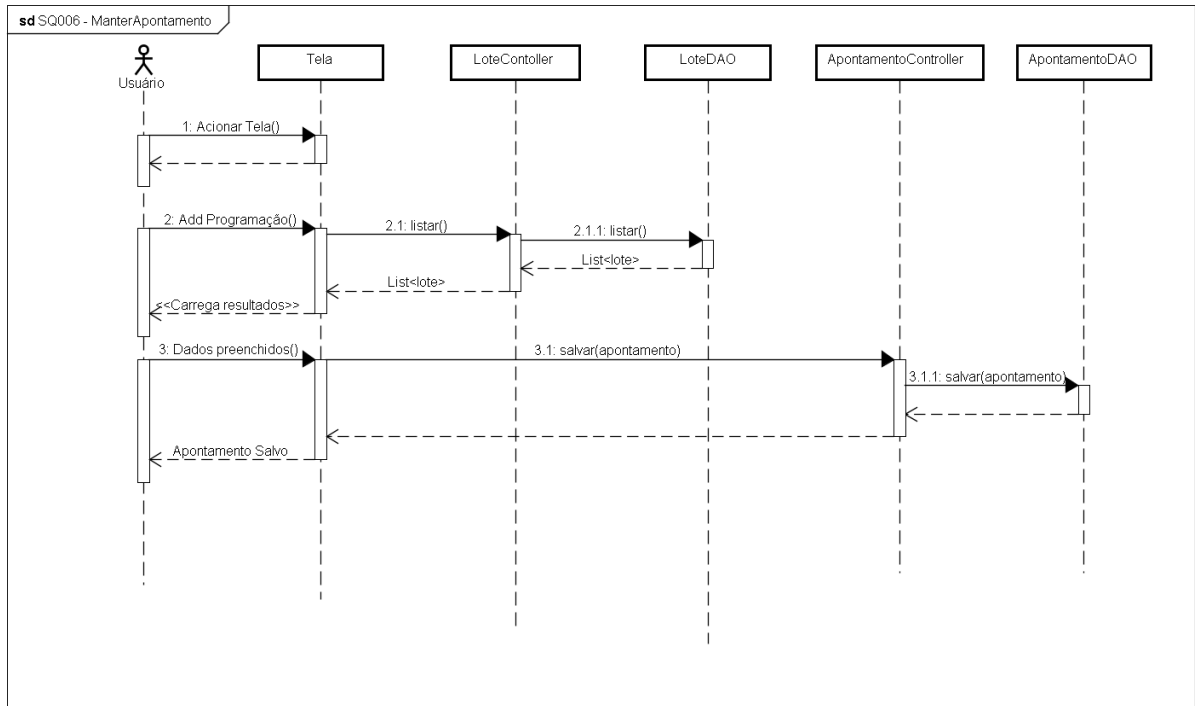 sd SQ006 - ManterApontamento
Usuário
Tela
LoteContoller
LoteDAO
ApontamentoController
ApontamentoDAO
1: Acionar Tela()
2: Add Programação()
2.1: listar()
2.1.1: listar()
List<lote>
List<lote>
<<Carrega resultados>>
3: Dados preenchidos()
3.1: salvar(apontamento)
3.1.1: salvar(apontamento)
Apontamento Salvo